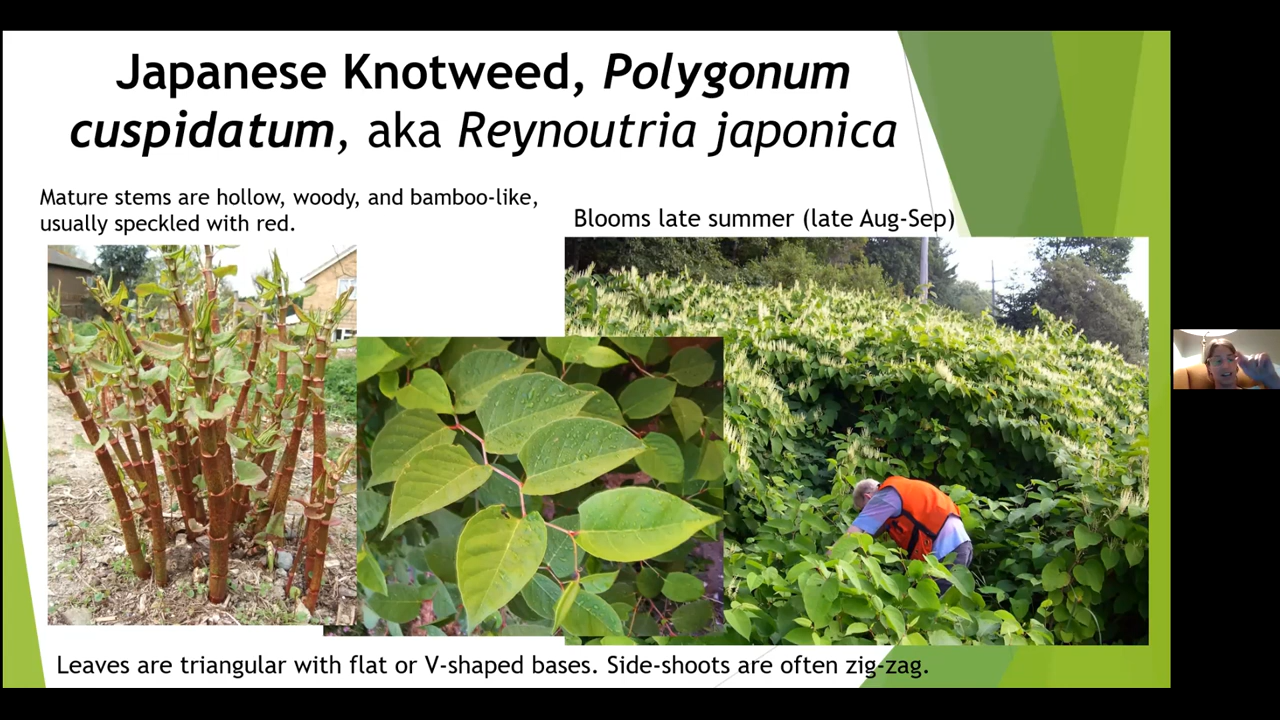 Japanese Knotweed, Polygonum
cuspidatum, aka Reynoutria japonica
Mature stems are hollow, woody, and bamboo-like,
usually speckled with red.
Blooms late summer (late Aug-Sep)
Leaves are triangular with flat or V-shaped bases. Side-shoots are often zig-zag.